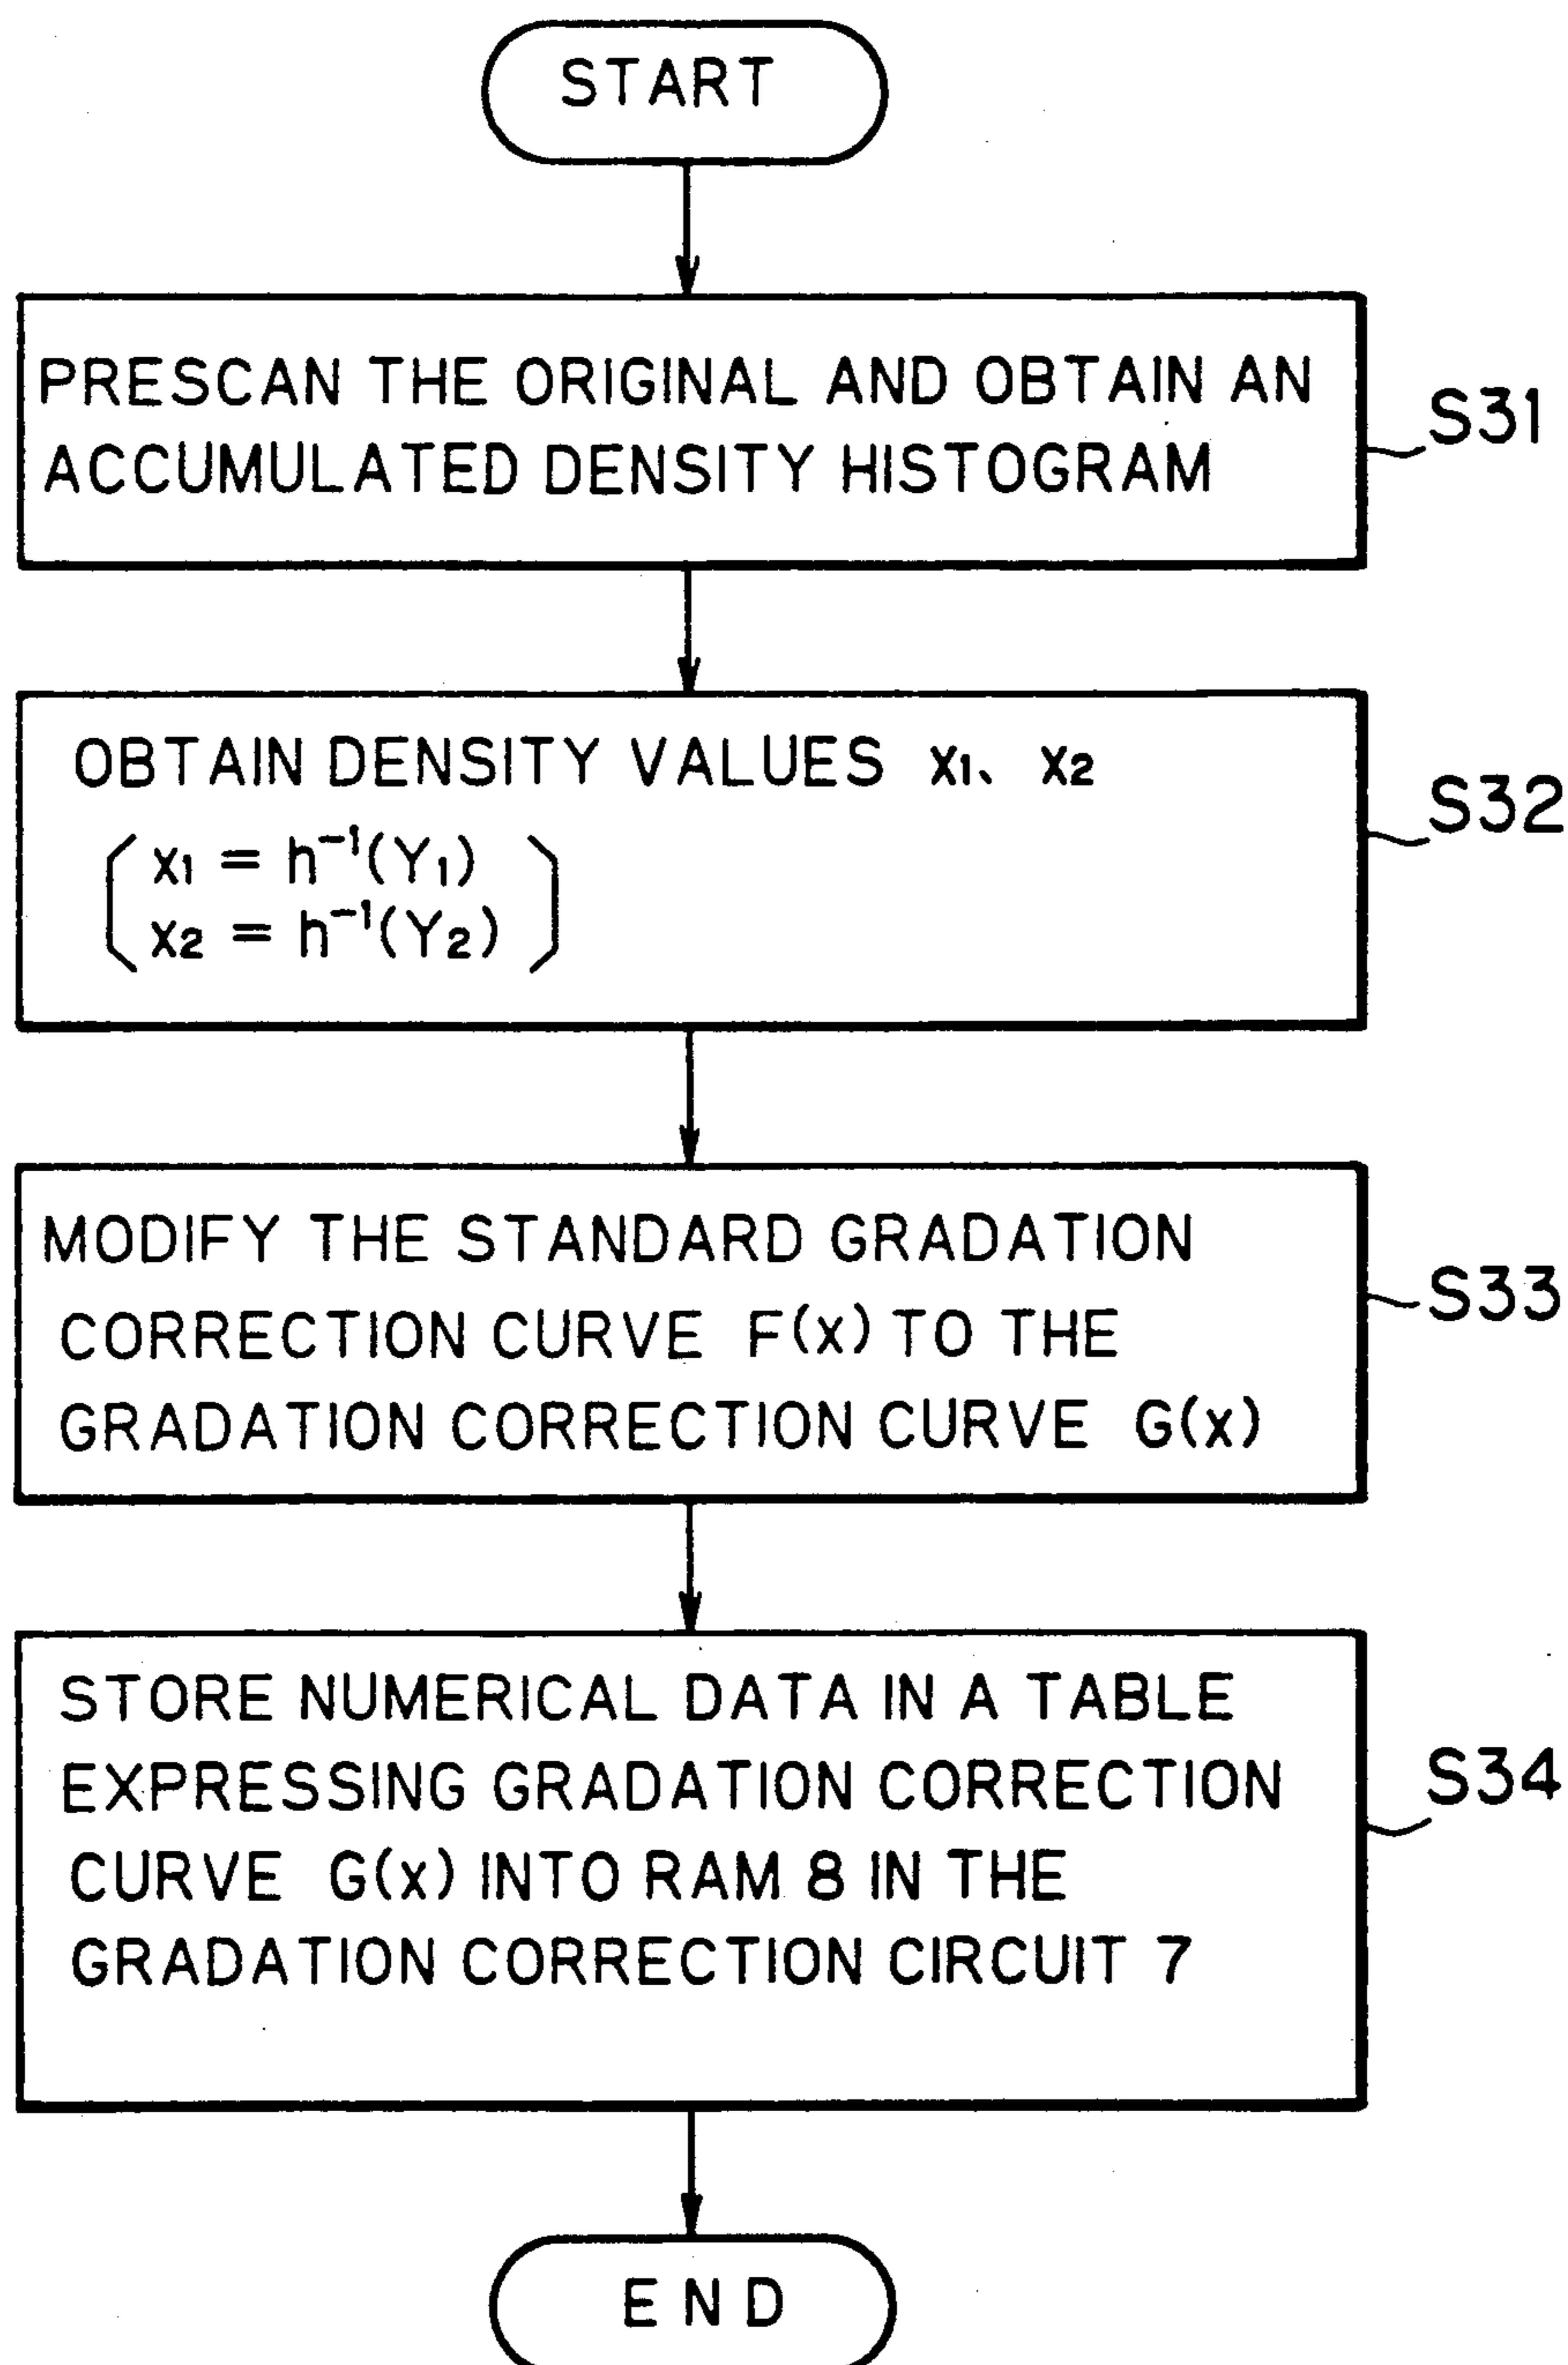 START
PRESCAN THE ORIGINAL AND OBTAIN AN
ACCUMULATED DENSITY HISTOGRAM
S31
OBTAIN DENSITY VALUES x₁、 x₂
x₁ = h⁻¹(Y₁)
x₂ = h⁻¹(Y₂)
S32
MODIFY THE STANDARD GRADATION
CORRECTION CURVE F(x) TO THE
GRADATION CORRECTION CURVE G(x)
S33
STORE NUMERICAL DATA IN A TABLE
EXPRESSING GRADATION CORRECTION
CURVE G(x) INTO RAM 8 IN THE
GRADATION CORRECTION CIRCUIT 7
S34
END